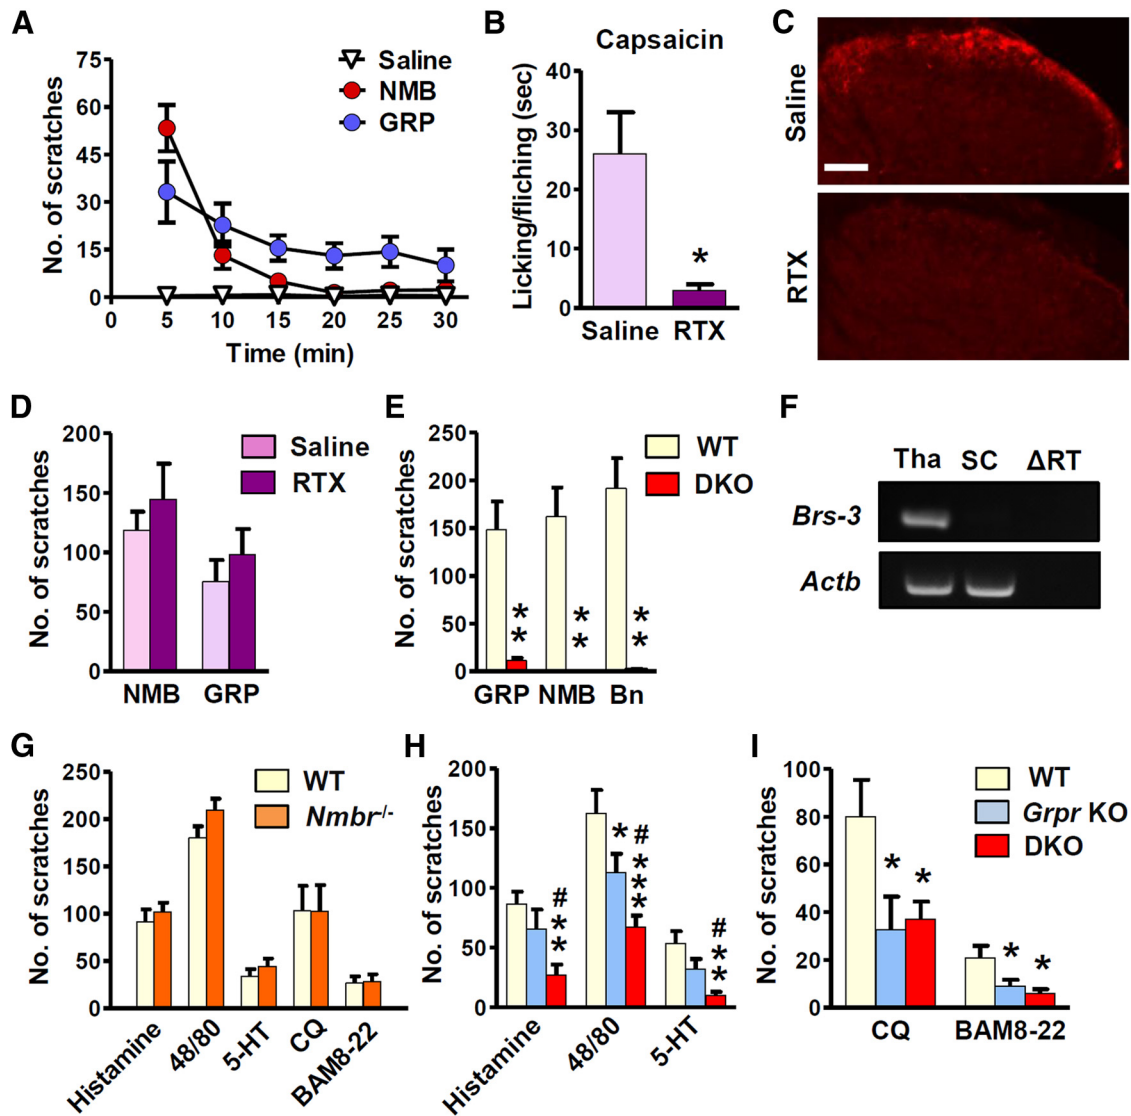 A
75
60
45
30
15
0
No. of scratches
Saline
NMB
GRP
0 5 10 15 20 25 30
Time (min)
B
Capsaicin
40
30
20
10
0
Licking/fliching (sec)
*
Saline RTX
C
Saline
RTX
D
200
150
100
50
0
No. of scratches
Saline
RTX
NMB GRP
E
250
200
150
100
50
0
No. of scratches
WT
DKO
** ** **
GRP NMB Bn
F
Tha SC ΔRT
Brs-3
Actb
G
250
200
150
100
50
0
No. of scratches
WT
Nmbr-/-
Histamine 48/80 5-HT CQ BAM8-22
H
200
150
100
50
0
No. of scratches
#** * #*** #**
Histamine 48/80 5-HT
I
100
80
60
40
20
0
No. of scratches
WT
Grpr KO
DKO
* * * *
CQ BAM8-22